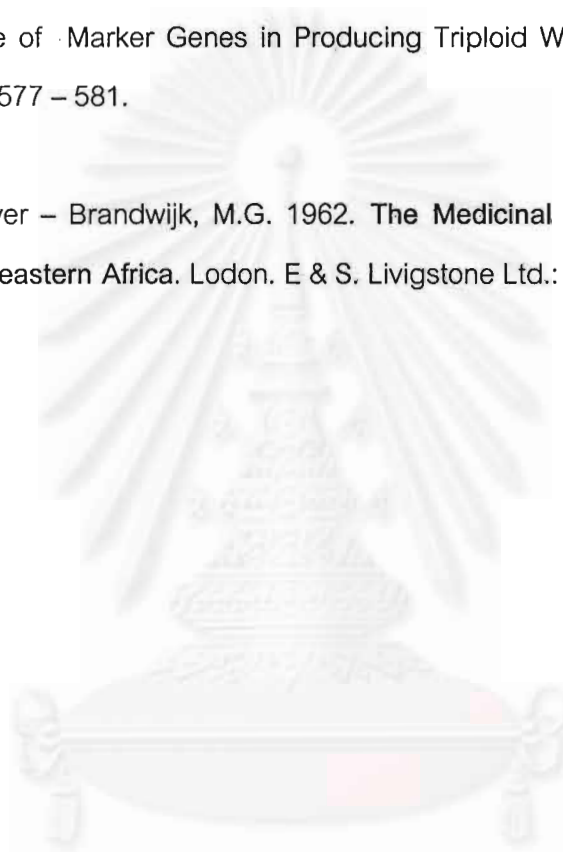 e of Marker Genes in Producing Triploid W
577 – 581.
ver – Brandwijk, M.G. 1962. The Medicinal
eastern Africa. Lodon. E & S. Livigstone Ltd.: